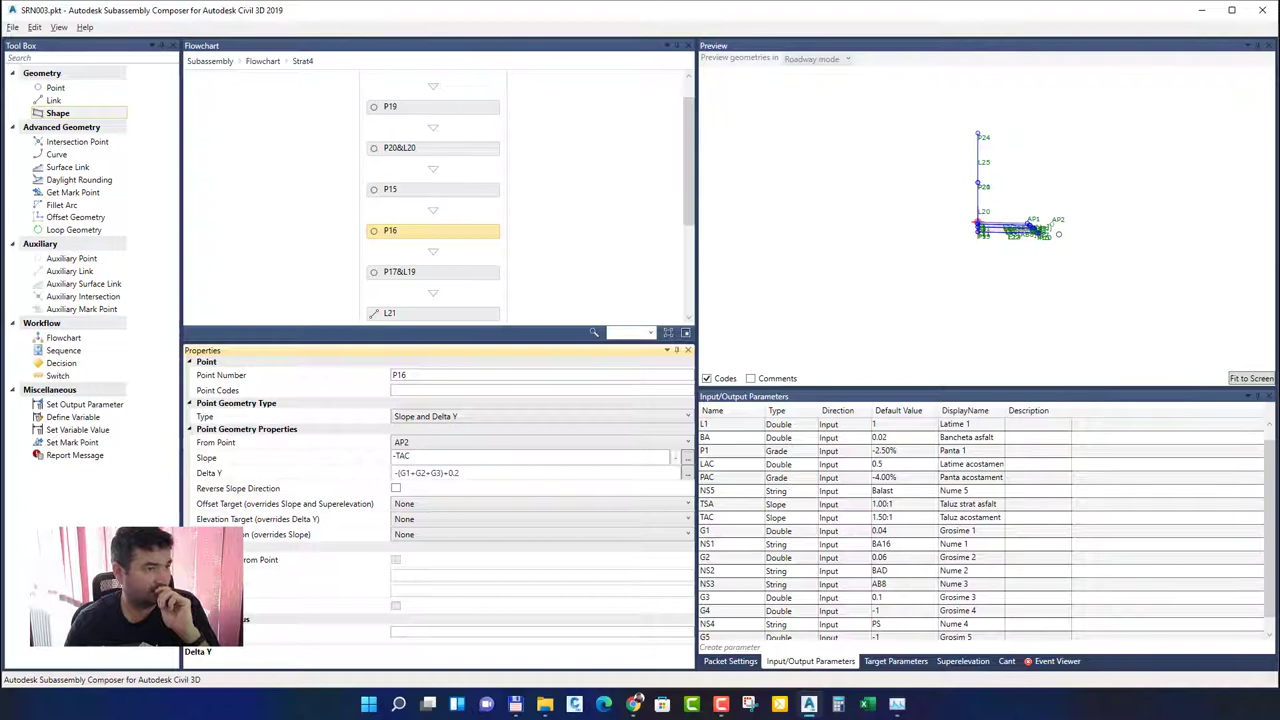 SRN003.pkt - Autodesk Subassembly Composer for Autodesk Civil 3D 2019
File Edit View Help
Tool Box
Search
Geometry
Point
Link
Shape
Advanced Geometry
Intersection Point
Curve
Surface Link
Daylight Rounding
Get Mark Point
Fillet Arc
Offset Geometry
Loop Geometry
Auxiliary
Auxiliary Point
Auxiliary Link
Auxiliary Surface Link
Auxiliary Intersection
Auxiliary Mark Point
Workflow
Flowchart
Sequence
Decision
Switch
Miscellaneous
Set Output Parameter
Define Variable
Set Variable Value
Set Mark Point
Report Message
Flowchart
Subassembly Flowchart Strat4
P19
P20&L20
P15
P16
P17&L19
L21
Properties
Point
Point Number P16
Point Codes
Point Geometry Type
Type Slope and Delta Y
Point Geometry Properties
From Point AP2
Slope -TAC
Delta Y -(G1+G2+G3)+0.2
Reverse Slope Direction
Offset Target (overrides Slope and Superelevation) None
Elevation Target (overrides Delta Y) None
(overrides Slope) None
From Point
Delta Y
Preview
Preview geometries in Roadway mode
P24
L25
L20
AP1 AP2
Codes Comments Fit to Screen
Input/Output Parameters
Name Type Direction Default Value DisplayName Description
L1 Double Input 1 Latime 1
BA Double Input 0.02 Bancheta asfalt
P1 Grade Input -2.50% Panta 1
LAC Double Input 0.5 Latime acostamen
PAC Grade Input -4.00% Panta acostament
NS5 String Input Balast Nume 5
TSA Slope Input 1.00:1 Taluz strat asfalt
TAC Slope Input 1.50:1 Taluz acostament
G1 Double Input 0.04 Grosime 1
NS1 String Input BA16 Nume 1
G2 Double Input 0.06 Grosime 2
NS2 String Input BAD Nume 2
NS3 String Input AB8 Nume 3
G3 Double Input 0.1 Grosime 3
G4 Double Input -1 Grosime 4
NS4 String Input PS Nume 4
G5 Double Input -1 Grosim 5
Create parameter
Packet Settings Input/Output Parameters Target Parameters Superelevation Cant Event Viewer
Autodesk Subassembly Composer for Autodesk Civil 3D